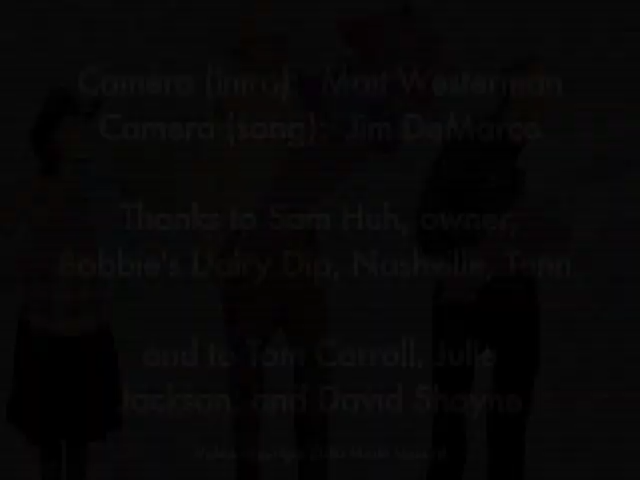 Camera (intro): Matt Westerman
Camera (song): Jim DeMarco
Thanks to Sam Huh, owner,
Bobbie's Dairy Dip, Nashville, Tenn
and to Tom Carroll, Julie
Jackson, and David Shayne